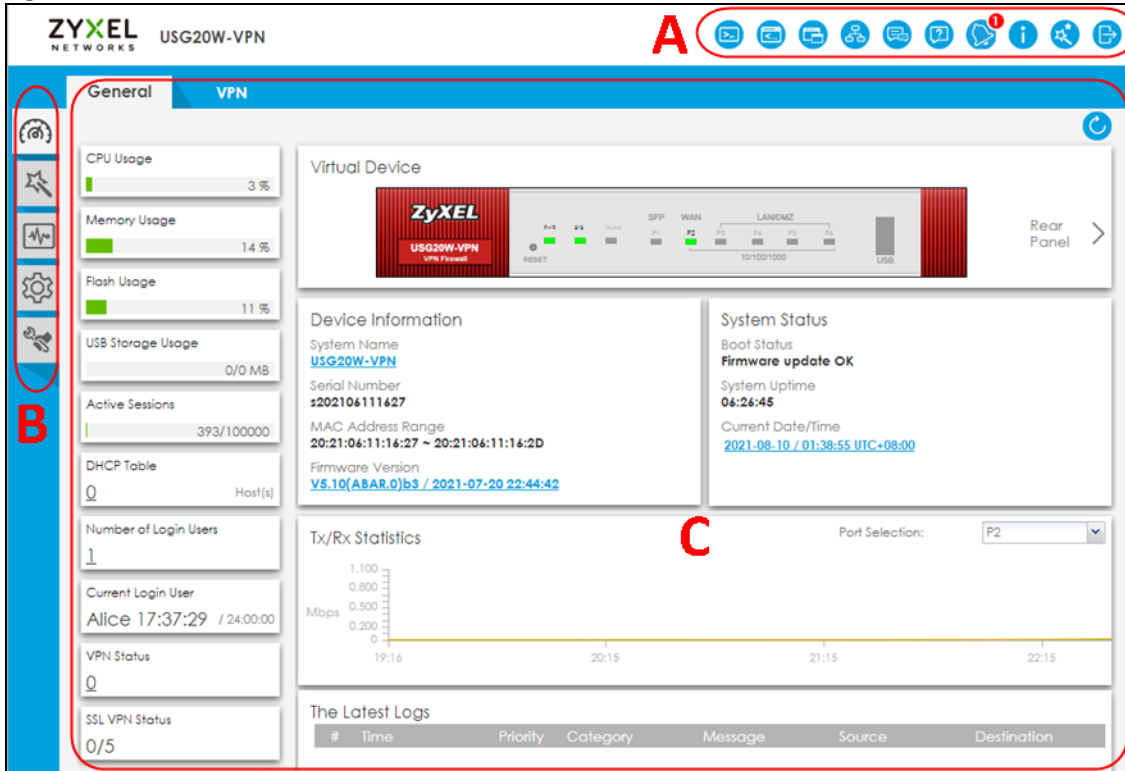 ZYXEL
NETWORKS
USG20W-VPN
A
1
General
VPN
B
CPU Usage
3 %
Memory Usage
14 %
Flash Usage
11 %
USB Storage Usage
0/0 MB
Active Sessions
393/100000
DHCP Table
0
Host(s)
Number of Login Users
1
Current Login User
Alice 17:37:29 / 24:00:00
VPN Status
0
SSL VPN Status
0/5
Virtual Device
ZyXEL
USG20W-VPN
VPN Firewall
RESET
PWR SYS WLAN
SFP WAN LAN/DMZ
P1 P2 P3 P4 P5 P6
10/100/1000
USB
Rear
Panel
Device Information
System Name
USG20W-VPN
Serial Number
s202106111627
MAC Address Range
20:21:06:11:16:27 ~ 20:21:06:11:16:2D
Firmware Version
V5.10(ABAR.0)b3 / 2021-07-20 22:44:42
System Status
Boot Status
Firmware update OK
System Uptime
06:26:45
Current Date/Time
2021-08-10 / 01:38:55 UTC+08:00
C
Tx/Rx Statistics
Port Selection:
P2
Mbps
1.100
0.800
0.500
0.200
0
19:16 20:15 21:15 22:15
The Latest Logs
# Time Priority Category Message Source Destination